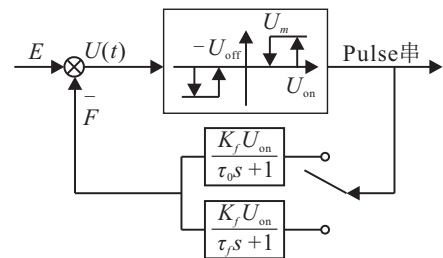 U_m
E U(t) -U_off Pulse串
U_on
-
F
K_f U_on
τ_0 s+1
K_f U_on
τ_f s+1